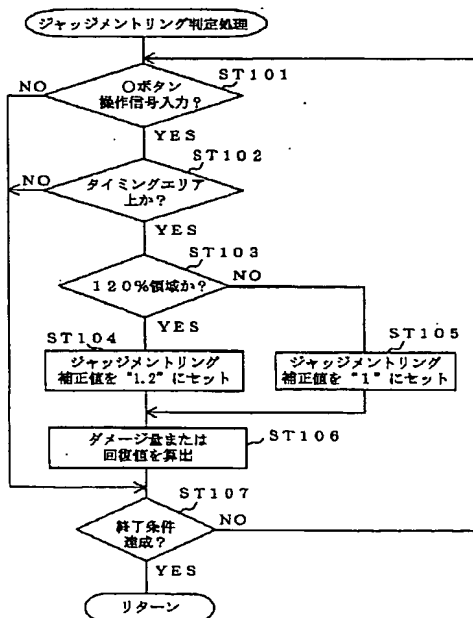 ジャッジメントリング判定処理
ST101
NO
〇ボタン
操作信号入力?
YES
ST102
NO
タイミングエリア
上か?
YES
ST103
NO
120%領域か?
ST104
YES
ST105
ジャッジメントリング
補正値を"1.2"にセット
ジャッジメントリング
補正値を"1"にセット
ST106
ダメージ量または
回復値を算出
ST107
NO
終了条件
達成?
YES
リターン